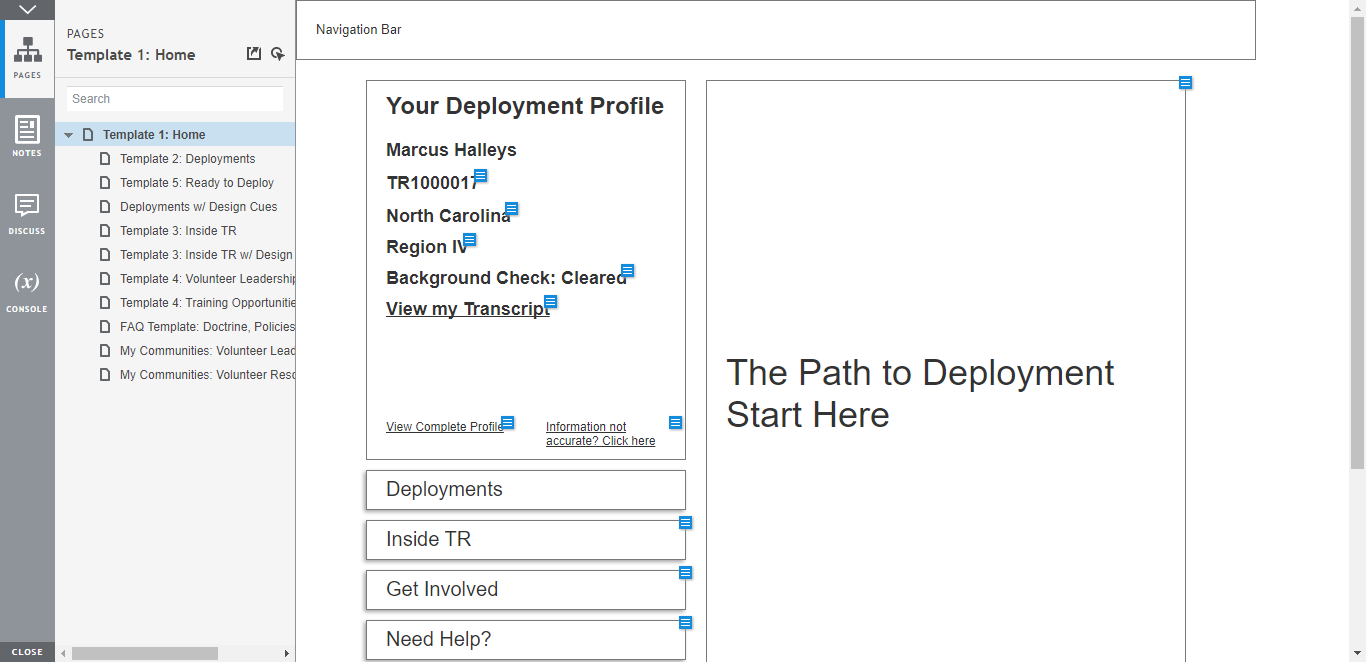 PAGES
Template 1: Home
Search
Template 1: Home
Template 2: Deployments
Template 5: Ready to Deploy
Deployments w/ Design Cues
Template 3: Inside TR
Template 3: Inside TR w/ Design
Template 4: Volunteer Leadership
Template 4: Training Opportunitie
FAQ Template: Doctrine, Policies
My Communities: Volunteer Lead
My Communities: Volunteer Reso
PAGES
NOTES
DISCUSS
(x)
CONSOLE
CLOSE
Navigation Bar
Your Deployment Profile
Marcus Halleys
TR1000017
North Carolina
Region IV
Background Check: Cleared
View my Transcript
View Complete Profile
Information not
accurate? Click here
Deployments
Inside TR
Get Involved
Need Help?
The Path to Deployment
Start Here